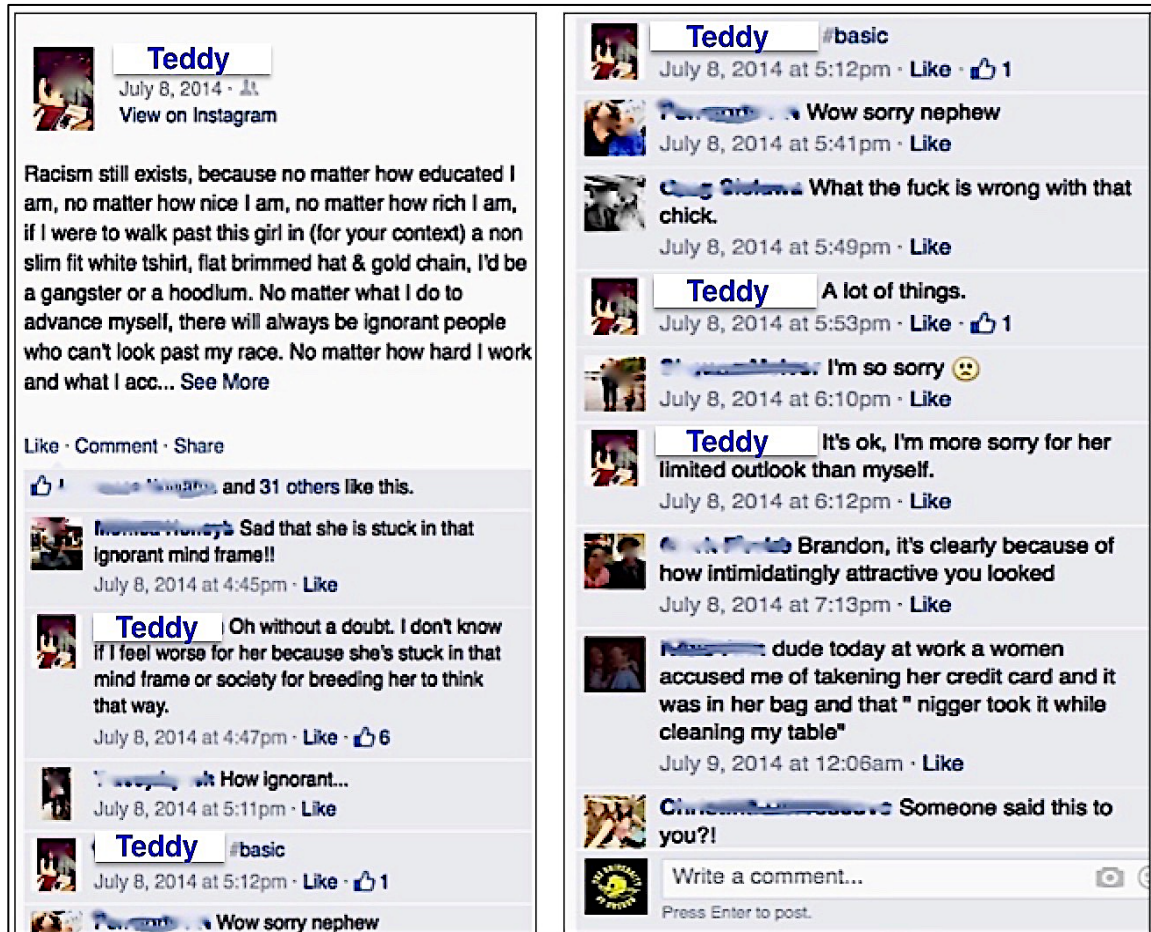 Teddy
July 8, 2014 ·
View on Instagram
Racism still exists, because no matter how educated I
am, no matter how nice I am, no matter how rich I am,
if I were to walk past this girl in (for your context) a non
slim fit white tshirt, flat brimmed hat & gold chain, I'd be
a gangster or a hoodlum. No matter what I do to
advance myself, there will always be ignorant people
who can't look past my race. No matter how hard I work
and what I acc... See More
Like · Comment · Share
and 31 others like this.
Sad that she is stuck in that
ignorant mind frame!!
July 8, 2014 at 4:45pm · Like
Teddy Oh without a doubt. I don't know
if I feel worse for her because she's stuck in that
mind frame or society for breeding her to think
that way.
July 8, 2014 at 4:47pm · Like · 6
How ignorant...
July 8, 2014 at 5:11pm · Like
Teddy #basic
July 8, 2014 at 5:12pm · Like · 1
Wow sorry nephew
Teddy #basic
July 8, 2014 at 5:12pm · Like · 1
Wow sorry nephew
July 8, 2014 at 5:41pm · Like
What the fuck is wrong with that
chick.
July 8, 2014 at 5:49pm · Like
Teddy A lot of things.
July 8, 2014 at 5:53pm · Like · 1
I'm so sorry
July 8, 2014 at 6:10pm · Like
Teddy It's ok, I'm more sorry for her
limited outlook than myself.
July 8, 2014 at 6:12pm · Like
Brandon, it's clearly because of
how intimidatingly attractive you looked
July 8, 2014 at 7:13pm · Like
dude today at work a women
accused me of takening her credit card and it
was in her bag and that " nigger took it while
cleaning my table"
July 9, 2014 at 12:06am · Like
Someone said this to
you?!
Write a comment...
Press Enter to post.